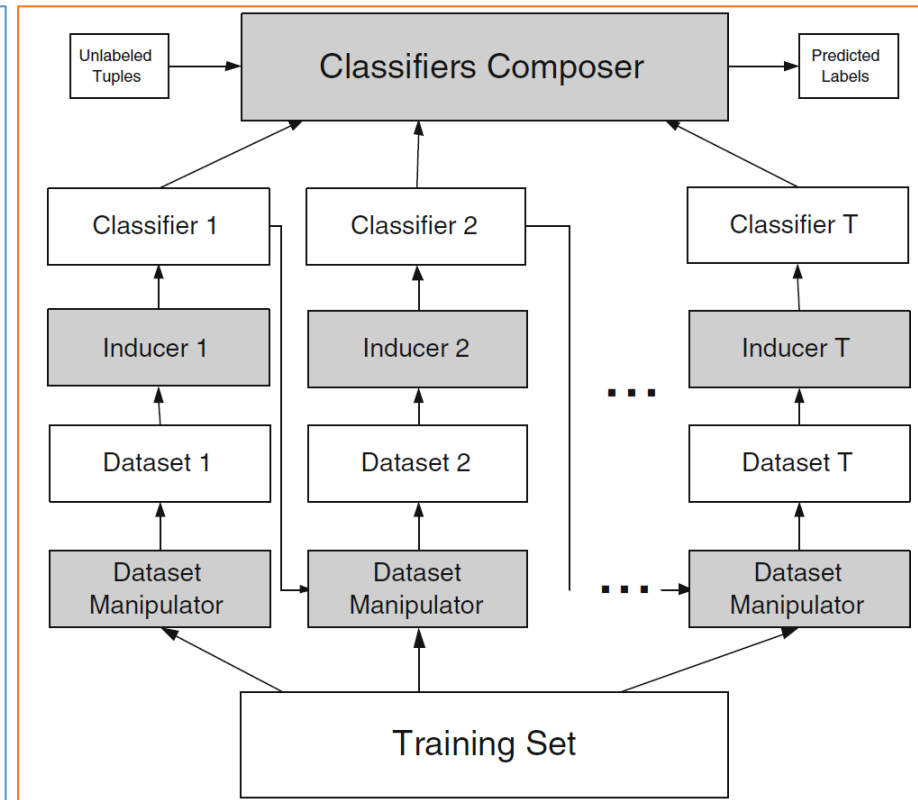 Unlabeled
Tuples
Classifiers Composer
Predicted
Labels
Classifier 1
Classifier 2
Classifier T
Inducer 1
Inducer 2
Inducer T
...
Dataset 1
Dataset 2
Dataset T
Dataset
Manipulator
Dataset
Manipulator
...
Dataset
Manipulator
Training Set